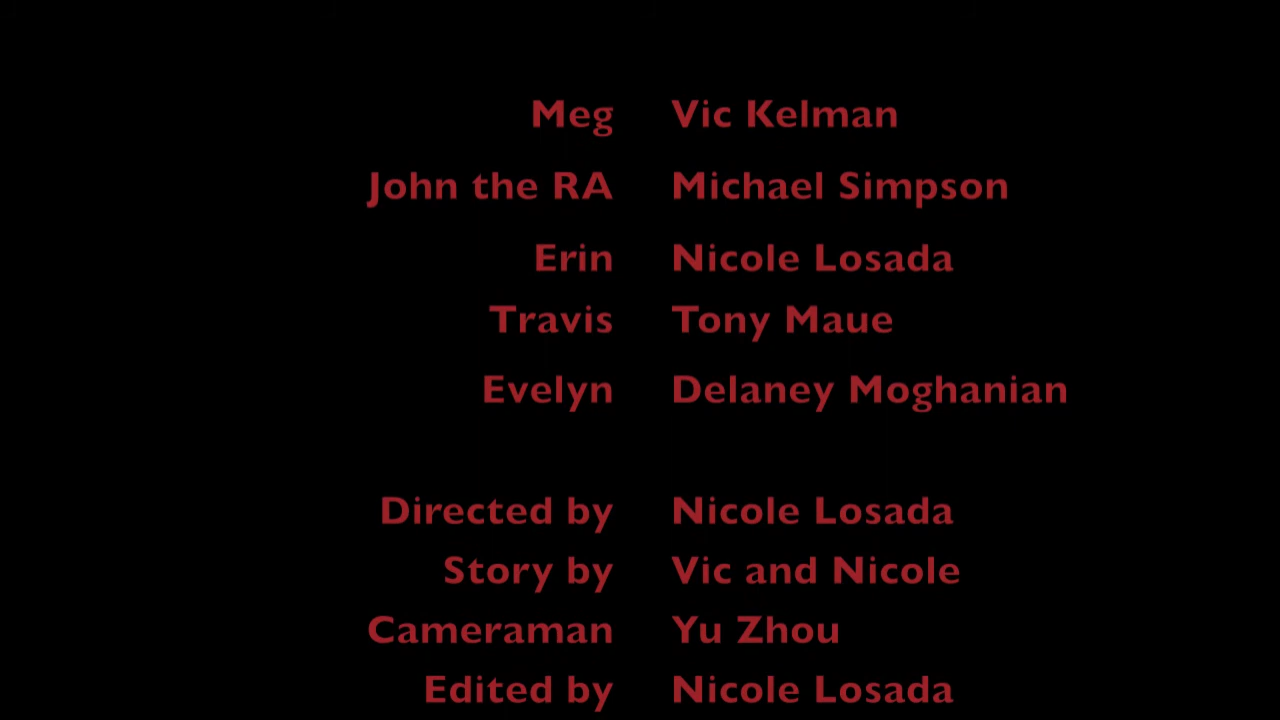 Meg Vic Kelman
John the RA Michael Simpson
Erin Nicole Losada
Travis Tony Maue
Evelyn Delaney Moghanian
Directed by Nicole Losada
Story by Vic and Nicole
Cameraman Yu Zhou
Edited by Nicole Losada